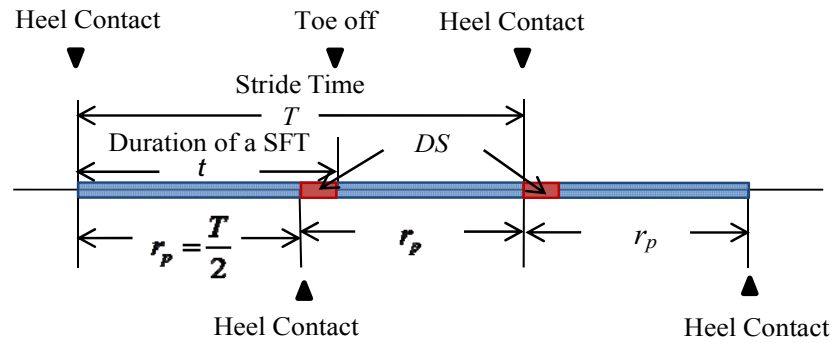 Heel Contact
Toe off
Heel Contact
Stride Time
T
Duration of a SFT
DS
t
r_p = T/2
r_p
r_p
Heel Contact
Heel Contact